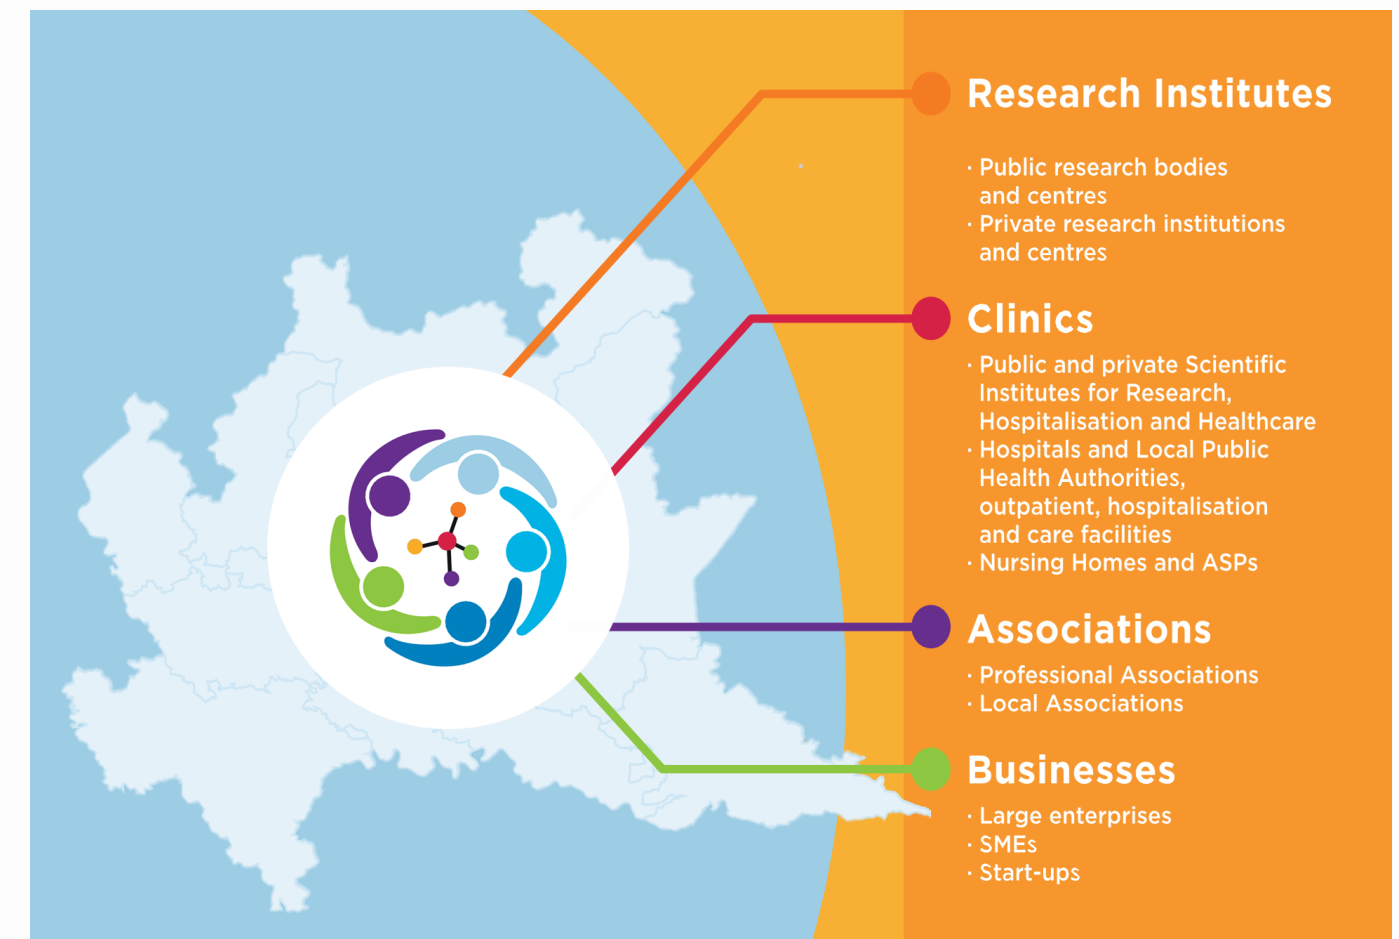 Research Institutes
· Public research bodies
and centres
· Private research institutions
and centres
Clinics
· Public and private Scientific
Institutes for Research,
Hospitalisation and Healthcare
· Hospitals and Local Public
Health Authorities,
outpatient, hospitalisation
and care facilities
· Nursing Homes and ASPs
Associations
· Professional Associations
· Local Associations
Businesses
· Large enterprises
· SMEs
· Start-ups